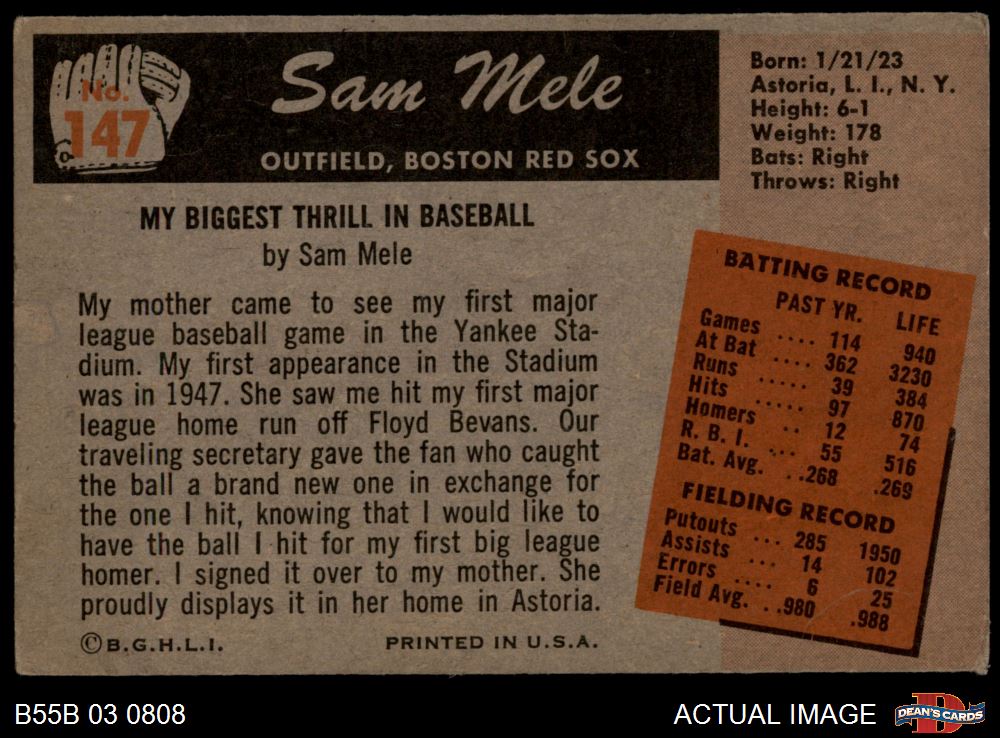 No.
147
Sam Mele
OUTFIELD, BOSTON RED SOX
Born: 1/21/23
Astoria, L. I., N. Y.
Height: 6-1
Weight: 178
Bats: Right
Throws: Right
MY BIGGEST THRILL IN BASEBALL
by Sam Mele
My mother came to see my first major
league baseball game in the Yankee Sta-
dium. My first appearance in the Stadium
was in 1947. She saw me hit my first major
league home run off Floyd Bevans. Our
traveling secretary gave the fan who caught
the ball a brand new one in exchange for
the one I hit, knowing that I would like to
have the ball I hit for my first big league
homer. I signed it over to my mother. She
proudly displays it in her home in Astoria.
©B.G.H.L.I. PRINTED IN U.S.A.
BATTING RECORD
PAST YR. LIFE
Games .... 114 940
At Bat .... 362 3230
Runs ..... 39 384
Hits ..... 97 870
Homers .. 12 74
R. B. I. ... 55 516
Bat. Avg. ..268 .269
FIELDING RECORD
Putouts ... 285 1950
Assists ... 14 102
Errors .... 6 25
Field Avg. ..980 .988
B55B 03 0808
ACTUAL IMAGE
D
DEAN'S CARDS